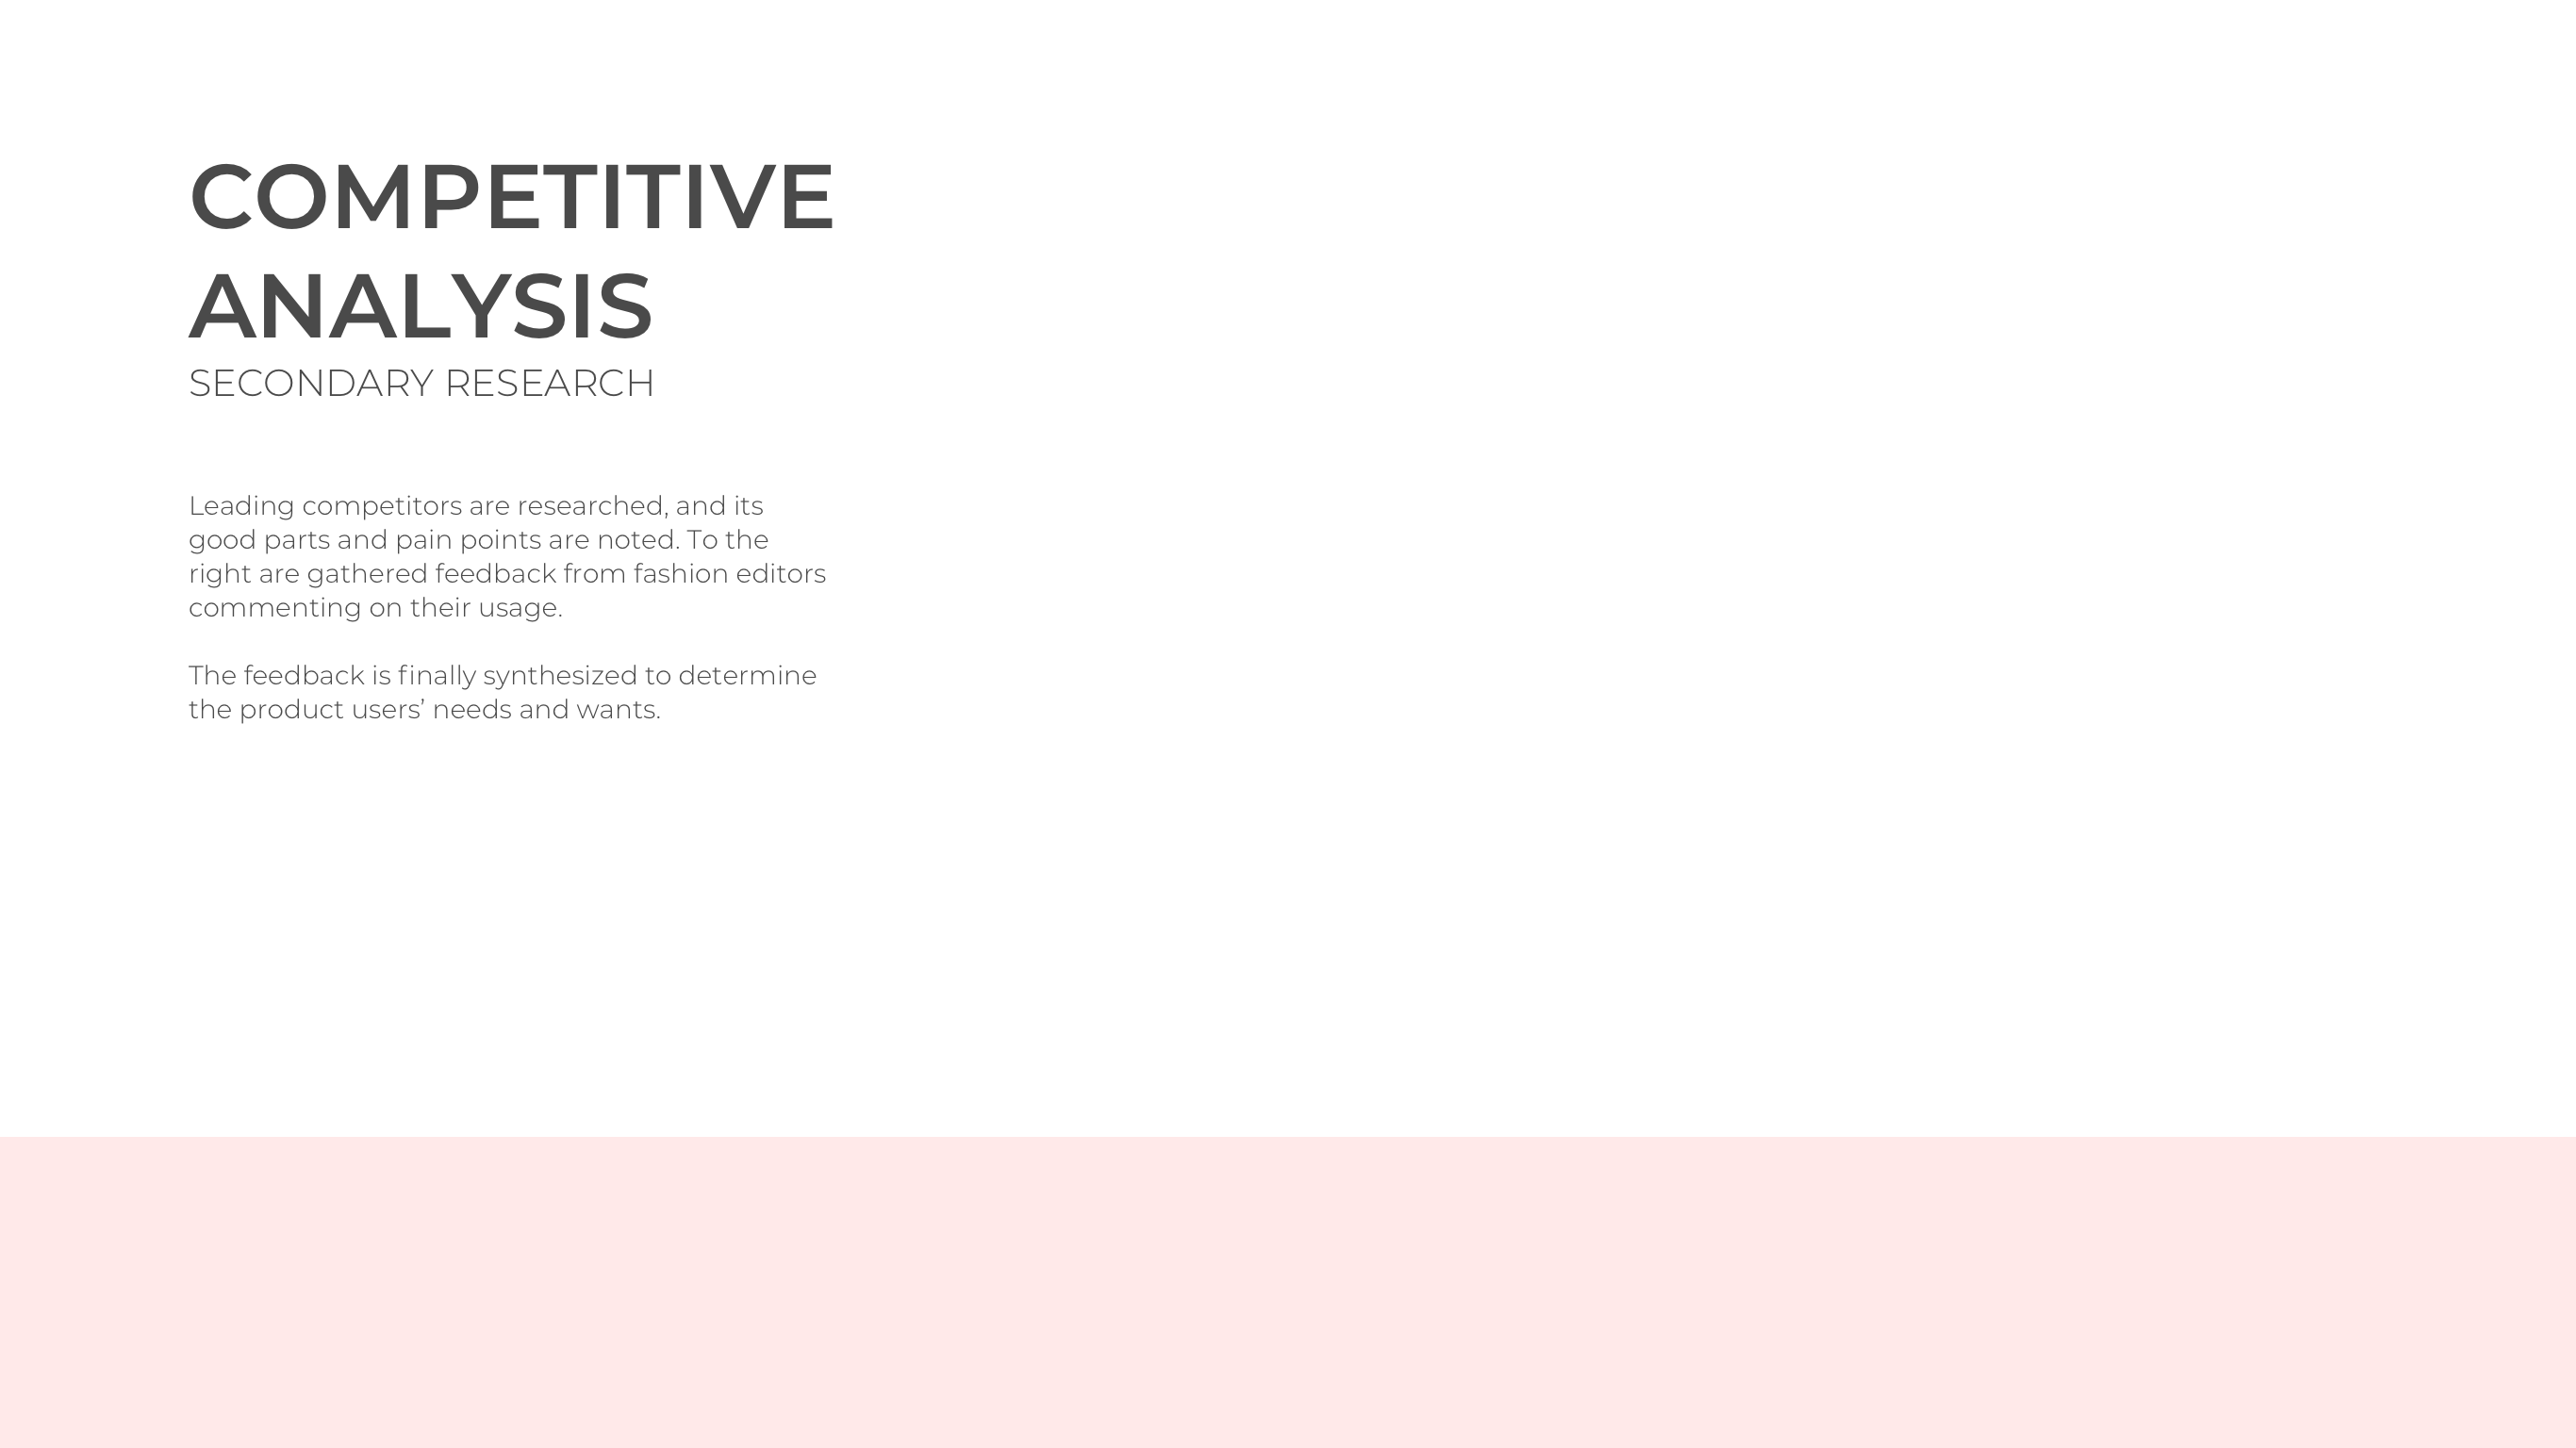 COMPETITIVE
ANALYSIS
SECONDARY RESEARCH
Leading competitors are researched, and its
good parts and pain points are noted. To the
right are gathered feedback from fashion editors
commenting on their usage.
The feedback is finally synthesized to determine
the product users’ needs and wants.